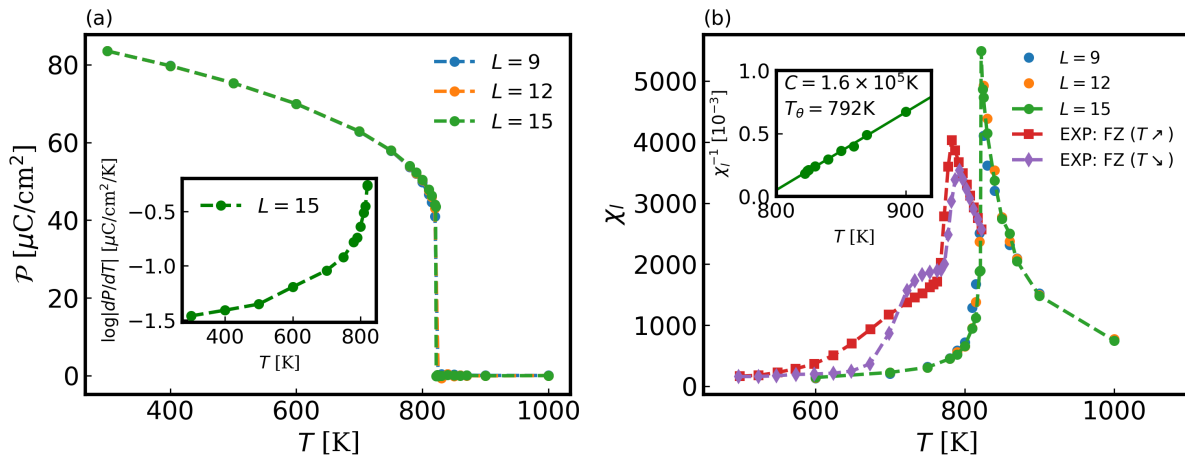 (a)
P [μC/cm²]
80
60
40
20
0
400
600
800
1000
T [K]
L = 9
L = 12
L = 15
log|dP/dT| [μC/cm²/K]
−0.5
−1.0
−1.5
400
600
800
T [K]
L = 15
(b)
χₗ
5000
4000
3000
2000
1000
0
600
800
1000
T [K]
L = 9
L = 12
L = 15
EXP: FZ (T ↗)
EXP: FZ (T ↘)
χₗ⁻¹ [10⁻³]
1.0
0.5
0.0
800
900
T [K]
C = 1.6 × 10⁵K
T_θ = 792K